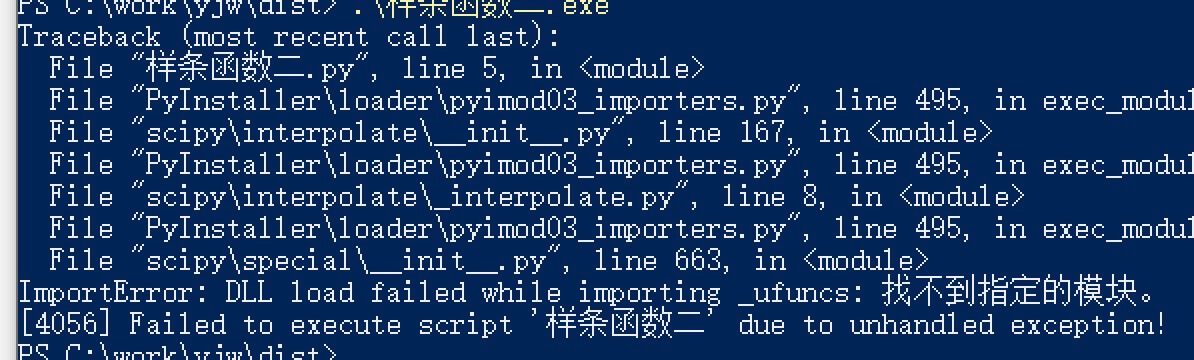 PS C:\work\yjw\dist> .\样条函数二.exe
Traceback (most recent call last):
  File "样条函数二.py", line 5, in <module>
  File "PyInstaller\loader\pyimod03_importers.py", line 495, in exec_modul
  File "scipy\interpolate\__init__.py", line 167, in <module>
  File "PyInstaller\loader\pyimod03_importers.py", line 495, in exec_modul
  File "scipy\interpolate\_interpolate.py", line 8, in <module>
  File "PyInstaller\loader\pyimod03_importers.py", line 495, in exec_modul
  File "scipy\special\__init__.py", line 663, in <module>
ImportError: DLL load failed while importing _ufuncs: 找不到指定的模块。
[4056] Failed to execute script '样条函数二' due to unhandled exception!
PS C:\work\yjw\dist>